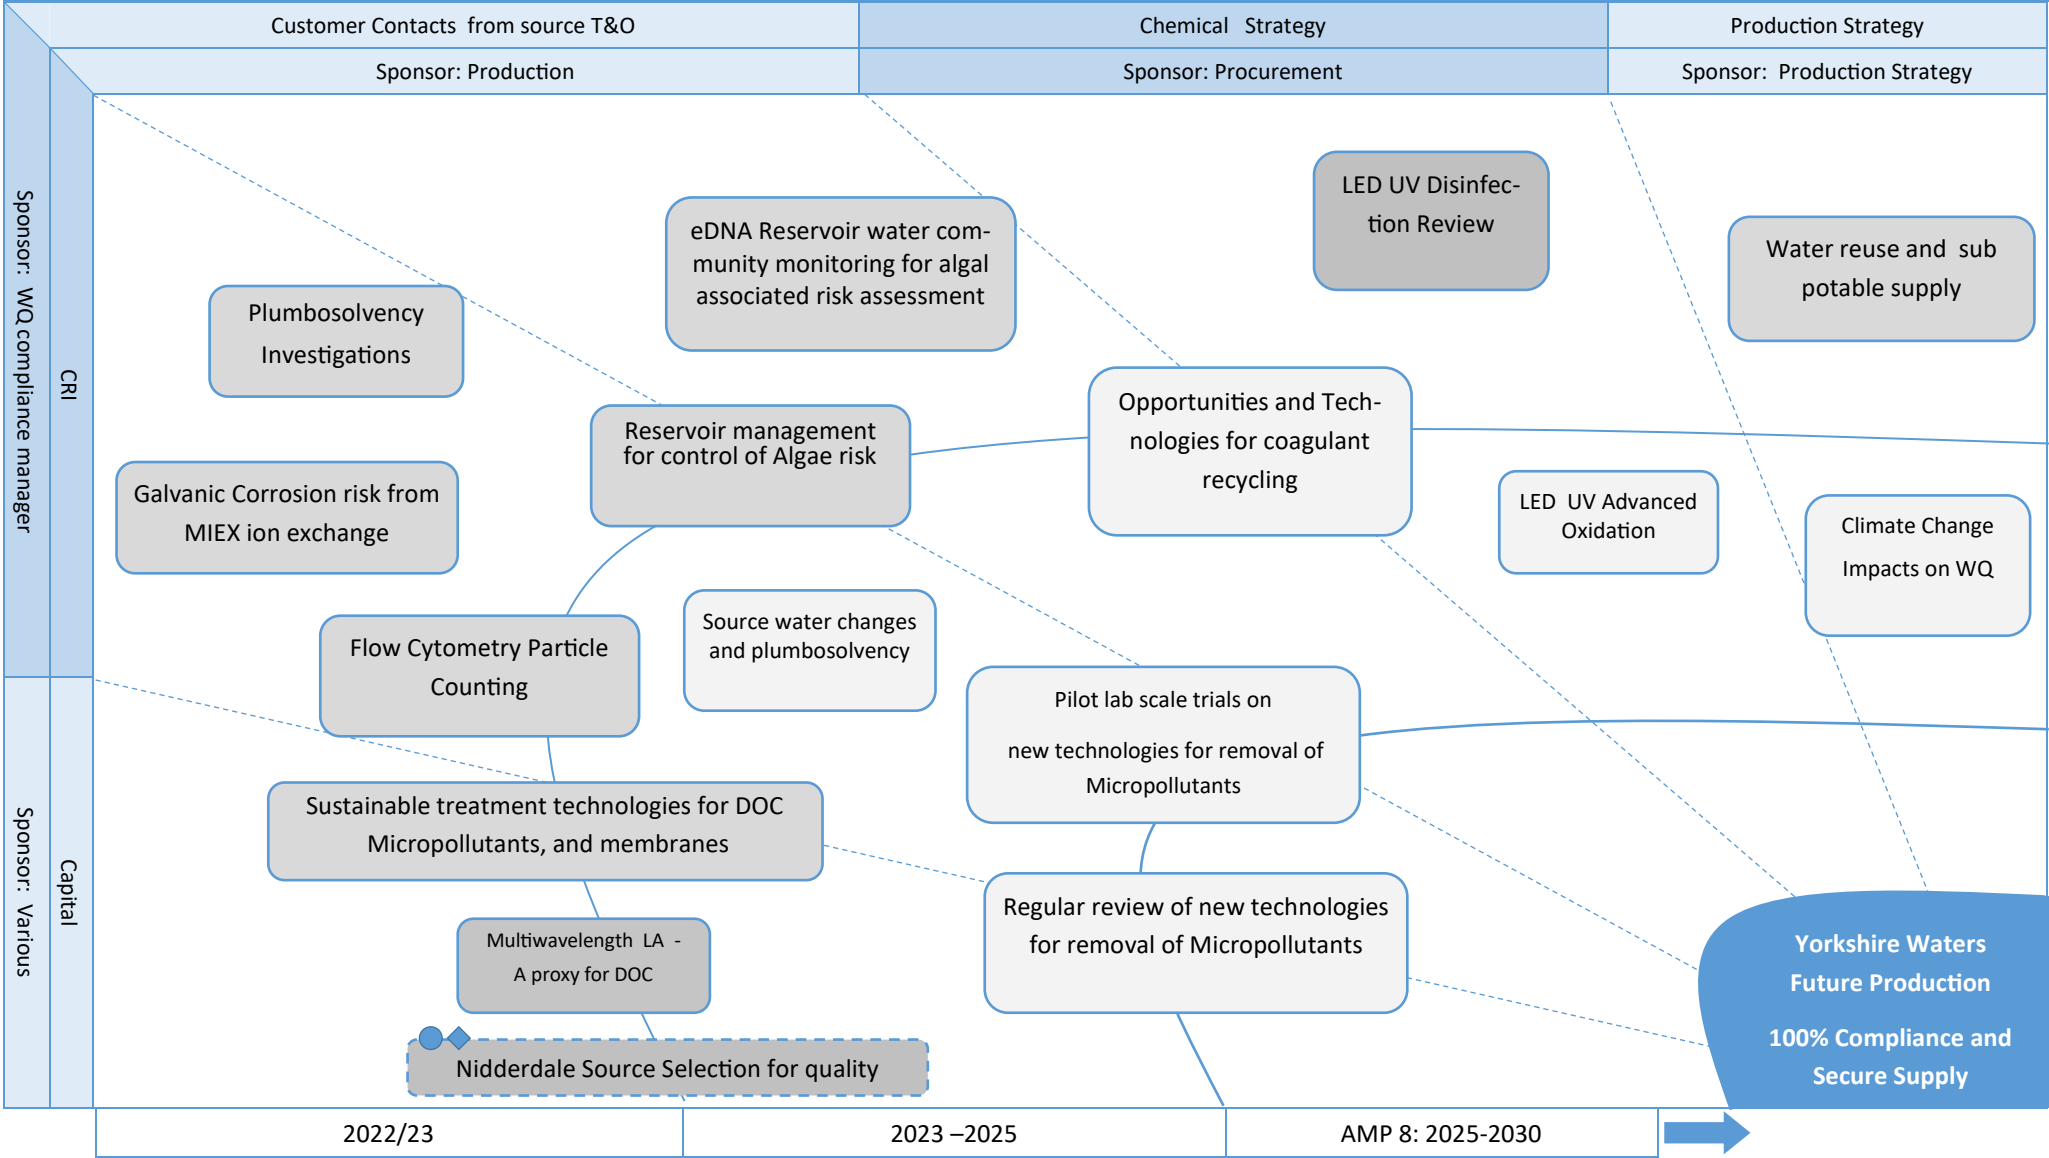 Customer Contacts from source T&O
Chemical Strategy
Production Strategy
Sponsor: Production
Sponsor: Procurement
Sponsor: Production Strategy
Sponsor: WQ compliance manager
CRI
Sponsor: Various
Capital
LED UV Disinfec-
tion Review
eDNA Reservoir water com-
munity monitoring for algal
associated risk assessment
Water reuse and sub
potable supply
Plumbosolvency
Investigations
Opportunities and Tech-
nologies for coagulant
recycling
Reservoir management
for control of Algae risk
Galvanic Corrosion risk from
MIEX ion exchange
LED UV Advanced
Oxidation
Climate Change
Impacts on WQ
Source water changes
and plumbosolvency
Flow Cytometry Particle
Counting
Pilot lab scale trials on
new technologies for removal of
Micropollutants
Sustainable treatment technologies for DOC
Micropollutants, and membranes
Regular review of new technologies
for removal of Micropollutants
Multiwavelength LA -
A proxy for DOC
Nidderdale Source Selection for quality
Yorkshire Waters
Future Production
100% Compliance and
Secure Supply
2022/23
2023 –2025
AMP 8: 2025-2030